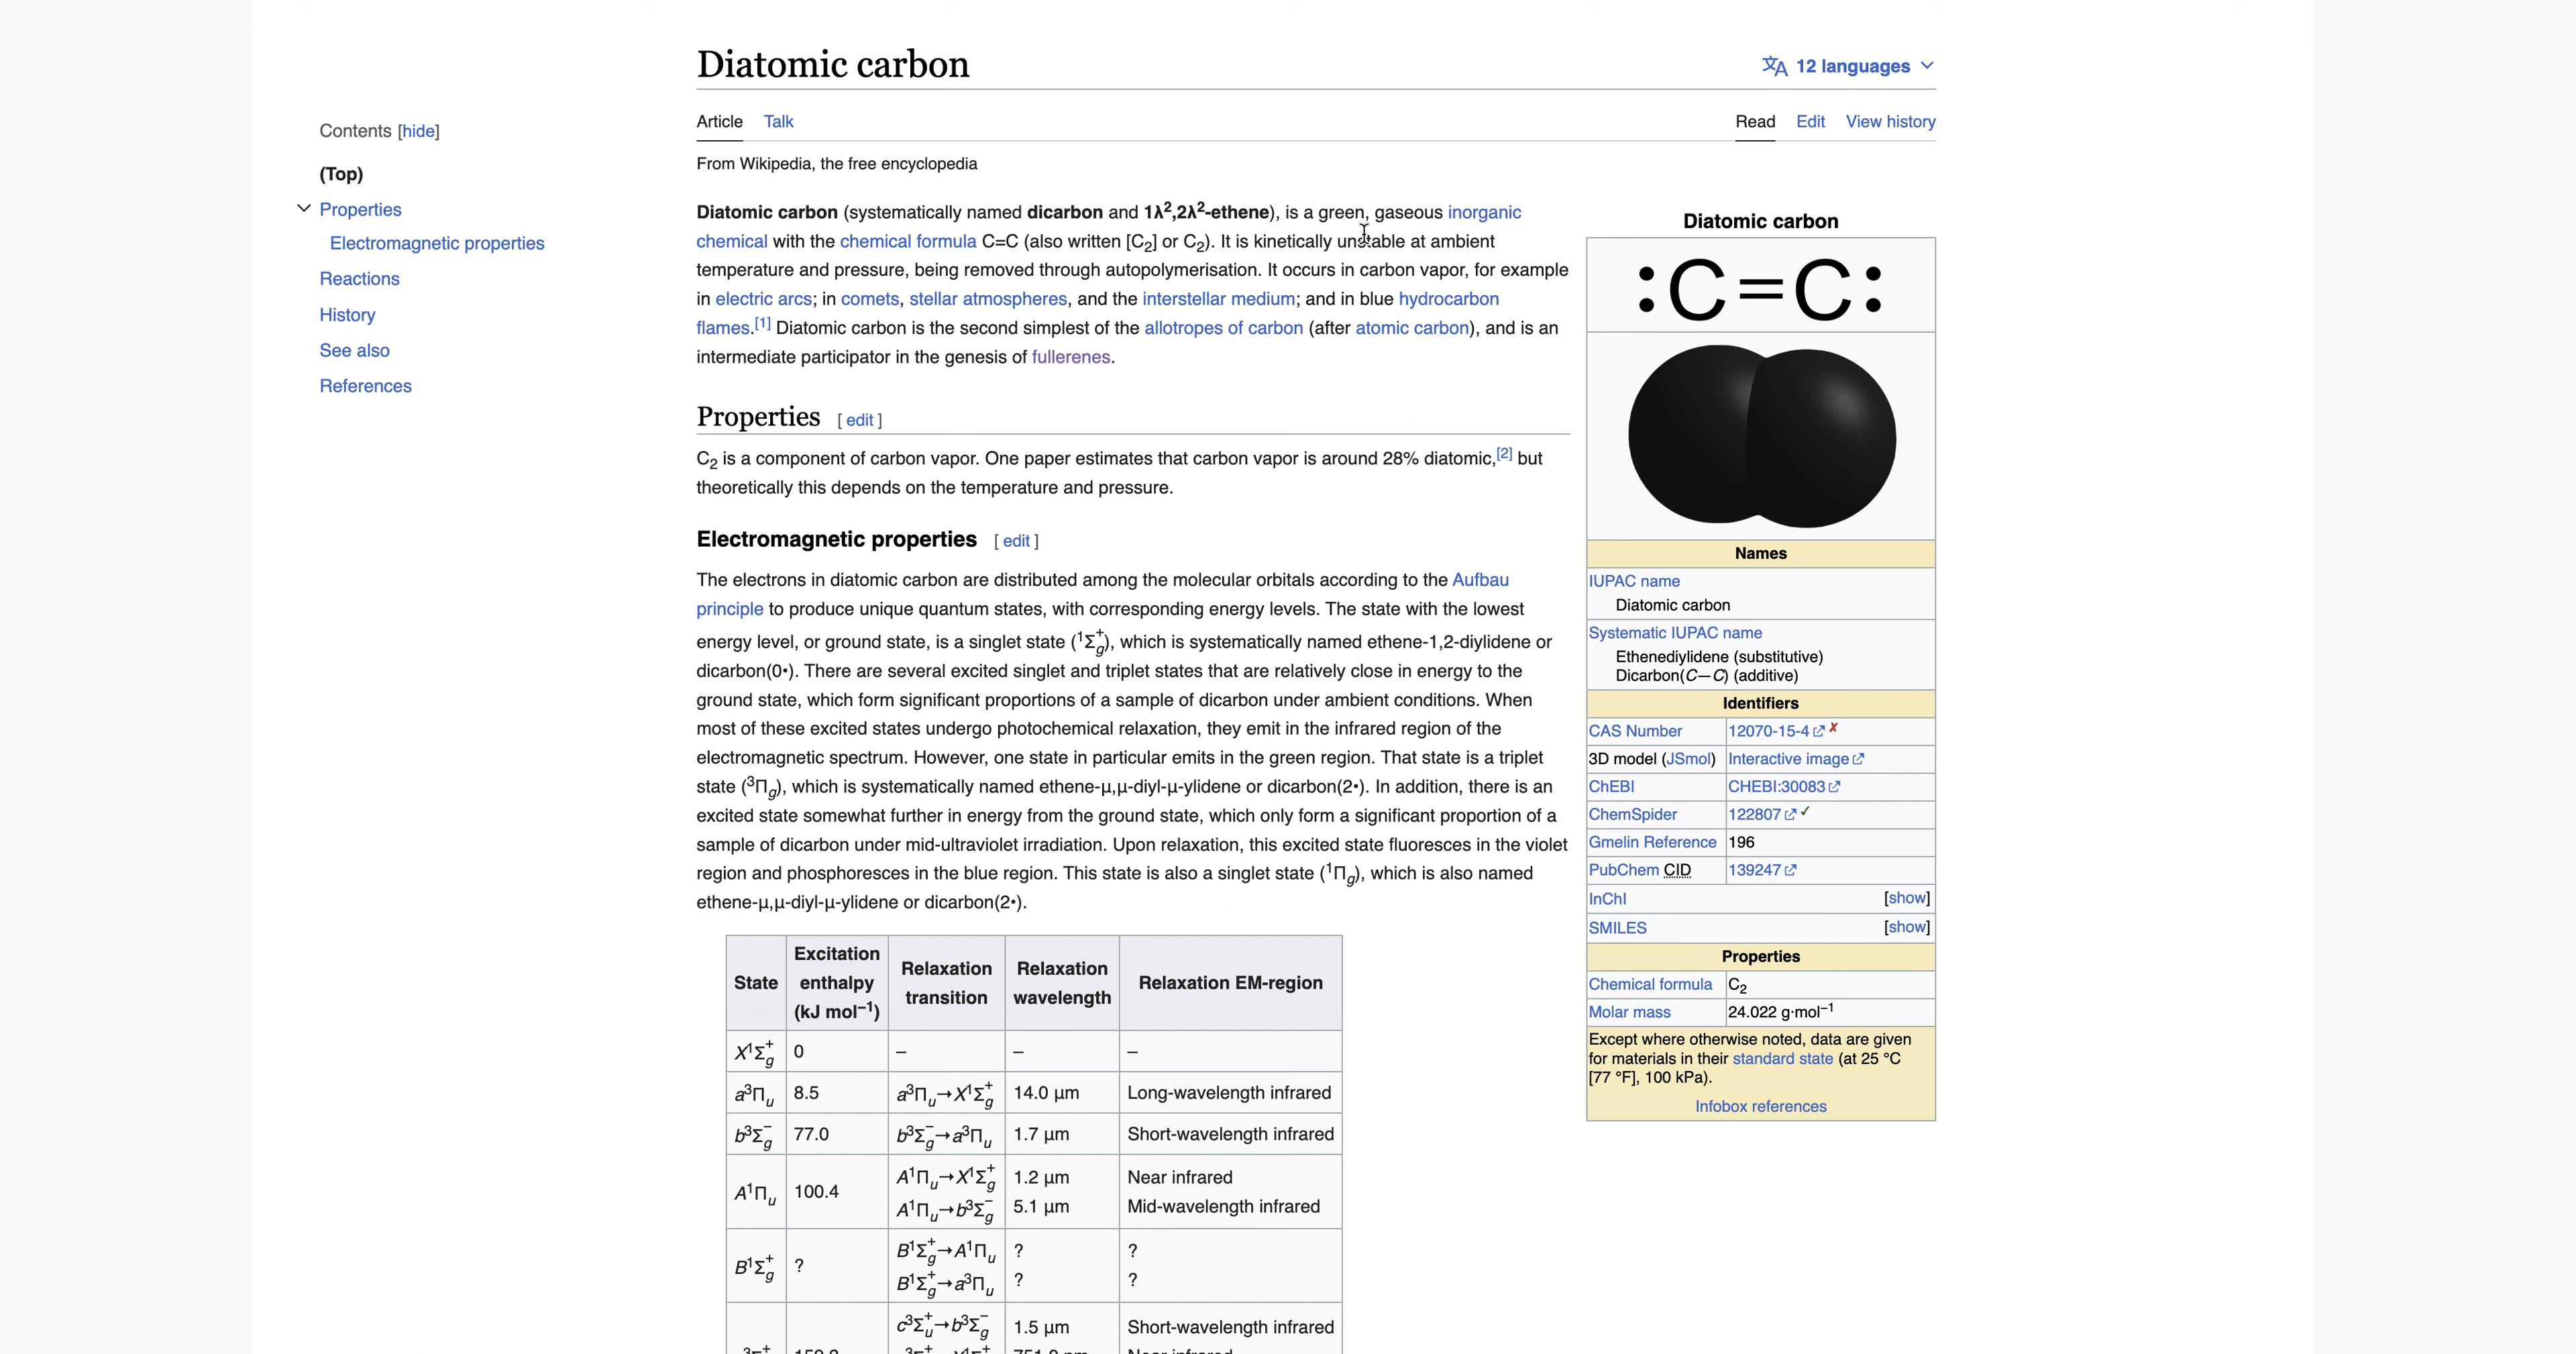 Diatomic carbon
12 languages
Article Talk
Read Edit View history
From Wikipedia, the free encyclopedia
Contents [hide]
(Top)
Properties
Electromagnetic properties
Reactions
History
See also
References
Diatomic carbon (systematically named dicarbon and 1λ²,2λ²-ethene), is a green, gaseous inorganic
chemical with the chemical formula C=C (also written [C₂] or C₂). It is kinetically unstable at ambient
temperature and pressure, being removed through autopolymerisation. It occurs in carbon vapor, for example
in electric arcs; in comets, stellar atmospheres, and the interstellar medium; and in blue hydrocarbon
flames.[1] Diatomic carbon is the second simplest of the allotropes of carbon (after atomic carbon), and is an
intermediate participator in the genesis of fullerenes.
Properties [ edit ]
C₂ is a component of carbon vapor. One paper estimates that carbon vapor is around 28% diatomic,[2] but
theoretically this depends on the temperature and pressure.
Electromagnetic properties [ edit ]
The electrons in diatomic carbon are distributed among the molecular orbitals according to the Aufbau
principle to produce unique quantum states, with corresponding energy levels. The state with the lowest
energy level, or ground state, is a singlet state (¹Σg⁺), which is systematically named ethene-1,2-diylidene or
dicarbon(0•). There are several excited singlet and triplet states that are relatively close in energy to the
ground state, which form significant proportions of a sample of dicarbon under ambient conditions. When
most of these excited states undergo photochemical relaxation, they emit in the infrared region of the
electromagnetic spectrum. However, one state in particular emits in the green region. That state is a triplet
state (³Πg), which is systematically named ethene-μ,μ-diyl-μ-ylidene or dicarbon(2•). In addition, there is an
excited state somewhat further in energy from the ground state, which only form a significant proportion of a
sample of dicarbon under mid-ultraviolet irradiation. Upon relaxation, this excited state fluoresces in the violet
region and phosphoresces in the blue region. This state is also a singlet state (¹Πg), which is also named
ethene-μ,μ-diyl-μ-ylidene or dicarbon(2•).
State Excitation enthalpy (kJ mol⁻¹) Relaxation transition Relaxation wavelength Relaxation EM-region
X¹Σg⁺ 0 – – –
a³Πu 8.5 a³Πu→X¹Σg⁺ 14.0 μm Long-wavelength infrared
b³Σg⁻ 77.0 b³Σg⁻→a³Πu 1.7 μm Short-wavelength infrared
A¹Πu 100.4 A¹Πu→X¹Σg⁺ 1.2 μm Near infrared
A¹Πu→b³Σg⁻ 5.1 μm Mid-wavelength infrared
B¹Σg⁺ ? B¹Σg⁺→A¹Πu ? ?
B¹Σg⁺→a³Πu ? ?
c³Σu⁺→b³Σg⁻ 1.5 μm Short-wavelength infrared
Diatomic carbon
:C=C:
Names
IUPAC name
Diatomic carbon
Systematic IUPAC name
Ethenediylidene (substitutive)
Dicarbon(C—C) (additive)
Identifiers
CAS Number 12070-15-4 ✗
3D model (JSmol) Interactive image
ChEBI CHEBI:30083
ChemSpider 122807 ✓
Gmelin Reference 196
PubChem CID 139247
InChI [show]
SMILES [show]
Properties
Chemical formula C₂
Molar mass 24.022 g·mol⁻¹
Except where otherwise noted, data are given
for materials in their standard state (at 25 °C
[77 °F], 100 kPa).
Infobox references